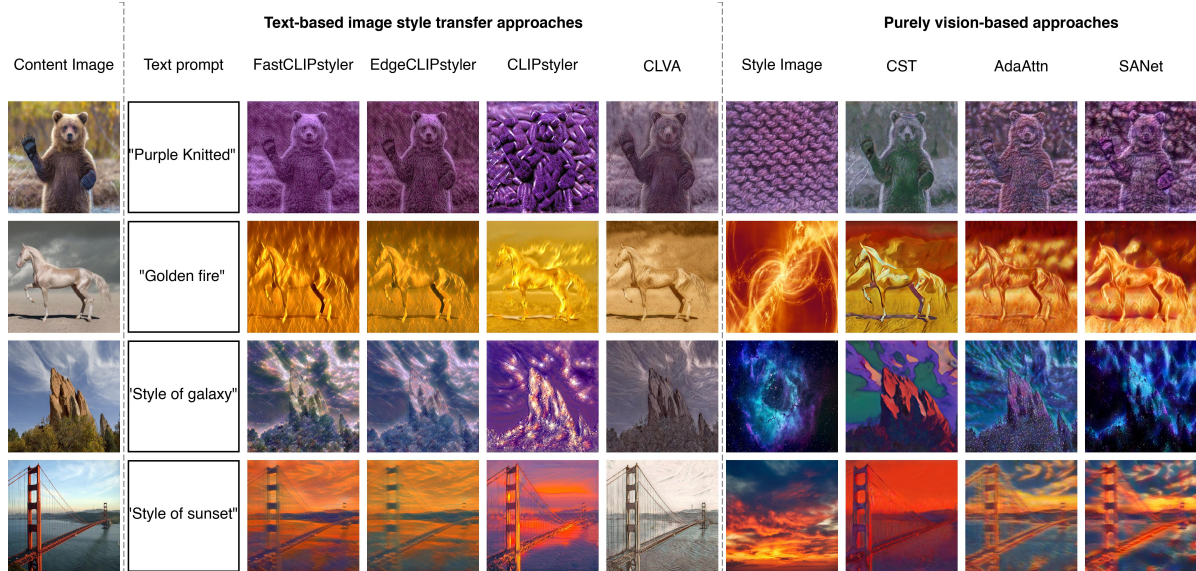 Text-based image style transfer approaches
Purely vision-based approaches
Content Image
Text prompt
FastCLIPstyler
EdgeCLIPstyler
CLIPstyler
CLVA
Style Image
CST
AdaAttn
SANet
"Purple Knitted"
"Golden fire"
"Style of galaxy"
"Style of sunset"